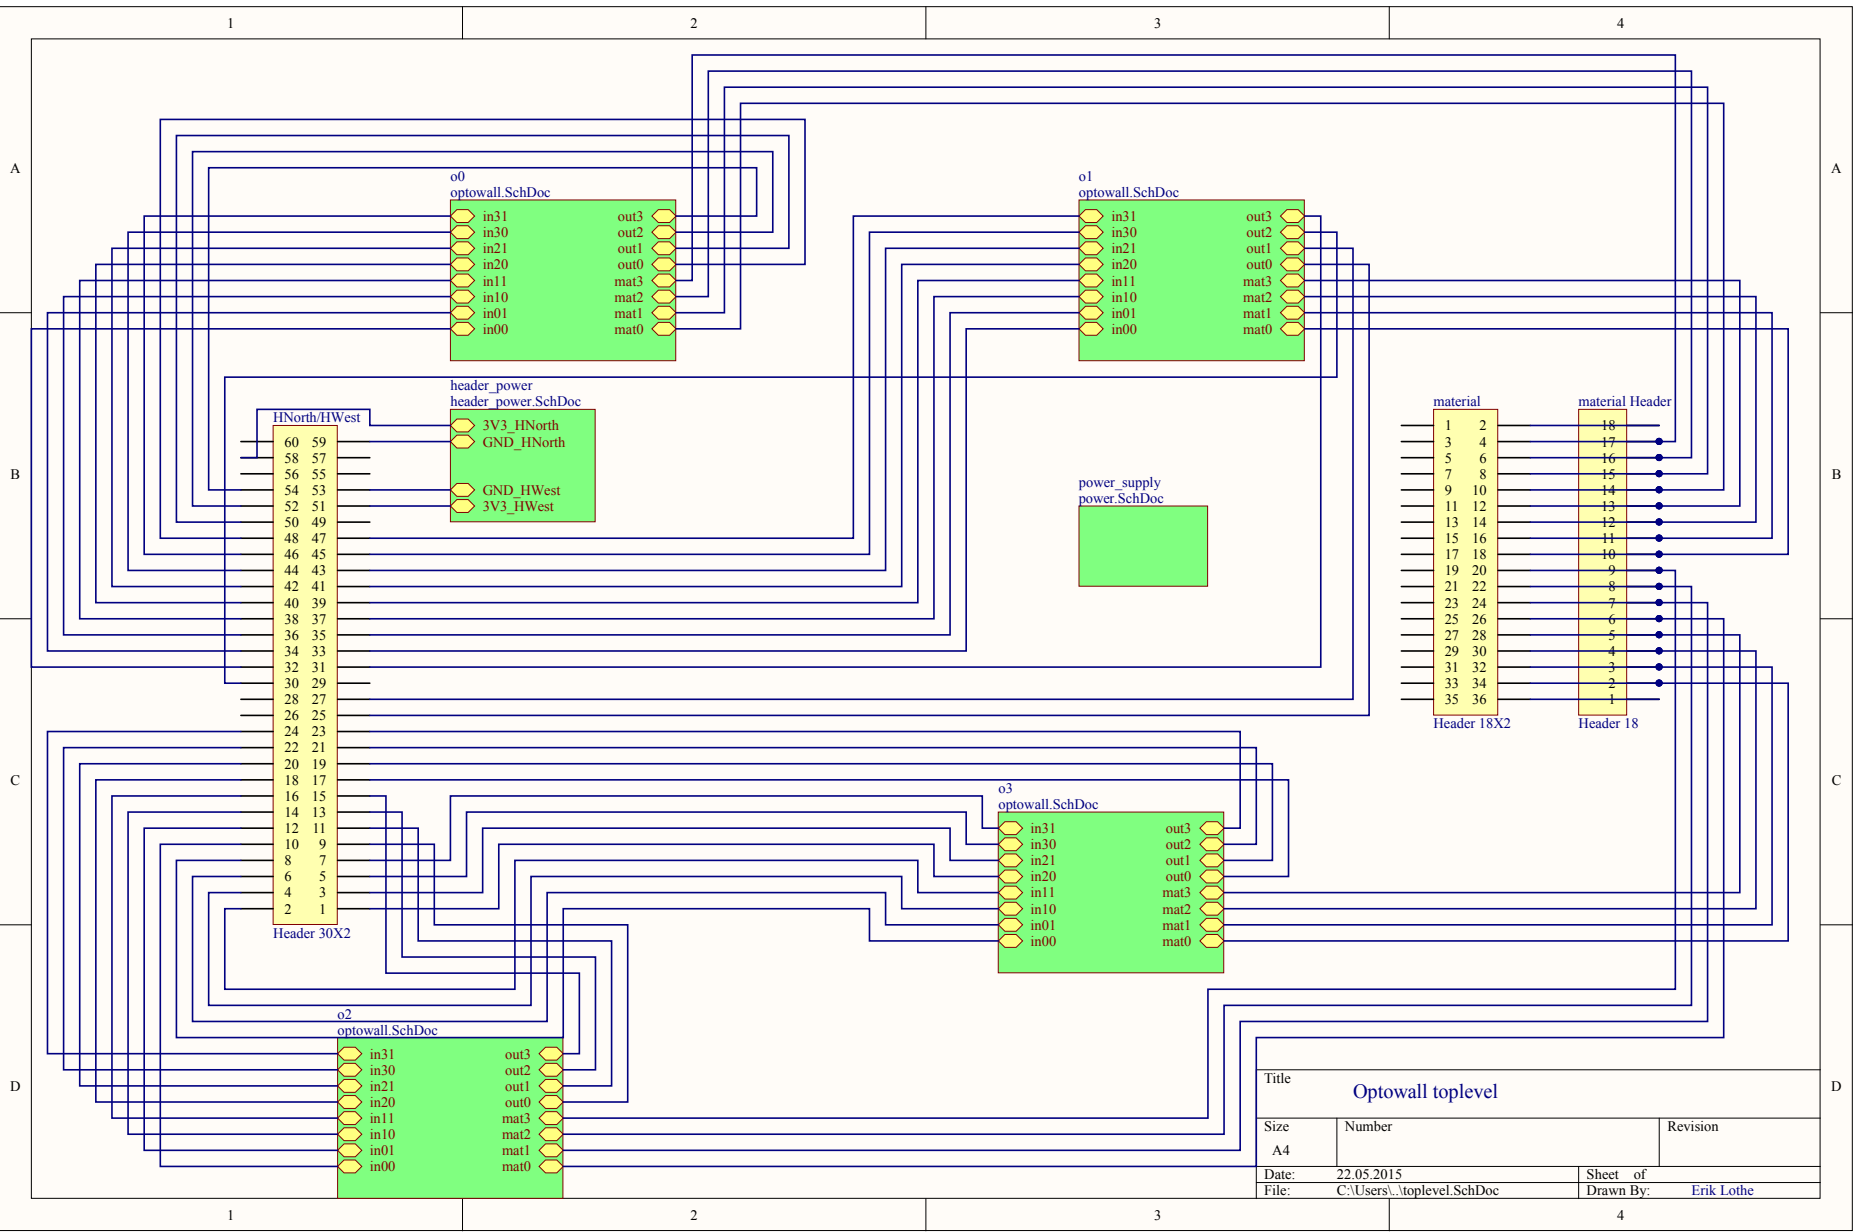 1 2 3 4
A A
o0
optowall.SchDoc
in31 out3
in30 out2
in21 out1
in20 out0
in11 mat3
in10 mat2
in01 mat1
in00 mat0
o1
optowall.SchDoc
in31 out3
in30 out2
in21 out1
in20 out0
in11 mat3
in10 mat2
in01 mat1
in00 mat0
B B
HNorth/HWest
60 59
58 57
56 55
54 53
52 51
50 49
48 47
46 45
44 43
42 41
40 39
38 37
36 35
34 33
32 31
30 29
28 27
26 25
24 23
22 21
20 19
18 17
16 15
14 13
12 11
10 9
8 7
6 5
4 3
2 1
Header 30X2
header_power
header_power.SchDoc
3V3_HNorth
GND_HNorth
GND_HWest
3V3_HWest
power_supply
power.SchDoc
material
1 2
3 4
5 6
7 8
9 10
11 12
13 14
15 16
17 18
19 20
21 22
23 24
25 26
27 28
29 30
31 32
33 34
35 36
Header 18X2
material Header
18
17
16
15
14
13
12
11
10
9
8
7
6
5
4
3
2
1
Header 18
C C
o3
optowall.SchDoc
in31 out3
in30 out2
in21 out1
in20 out0
in11 mat3
in10 mat2
in01 mat1
in00 mat0
o2
optowall.SchDoc
in31 out3
in30 out2
in21 out1
in20 out0
in11 mat3
in10 mat2
in01 mat1
in00 mat0
D D
Title
Optowall toplevel
Size Number Revision
A4
Date: 22.05.2015 Sheet of
File: C:\Users\..\toplevel.SchDoc Drawn By: Erik Lothe
1 2 3 4